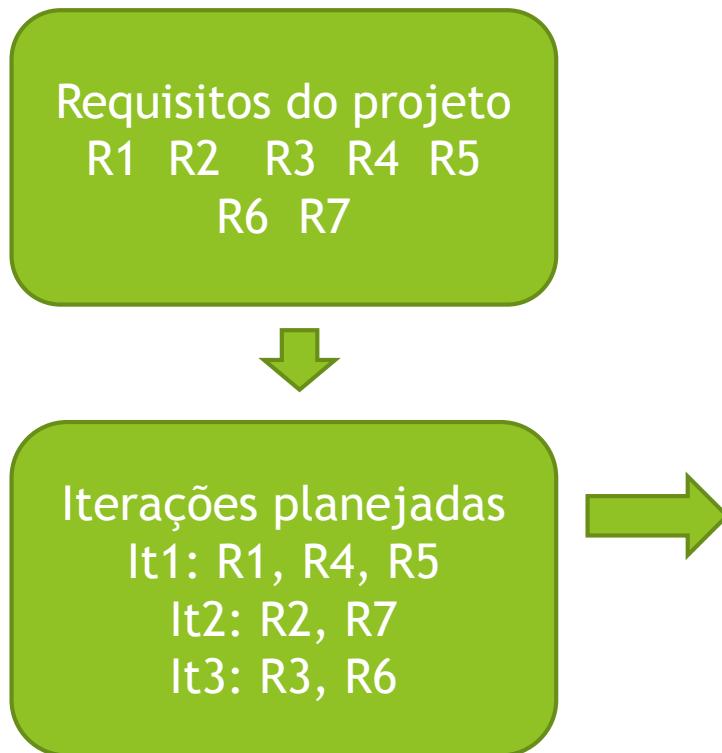 Requisitos do projeto
R1 R2 R3 R4 R5
R6 R7
Iterações planejadas
It1: R1, R4, R5
It2: R2, R7
It3: R3, R6